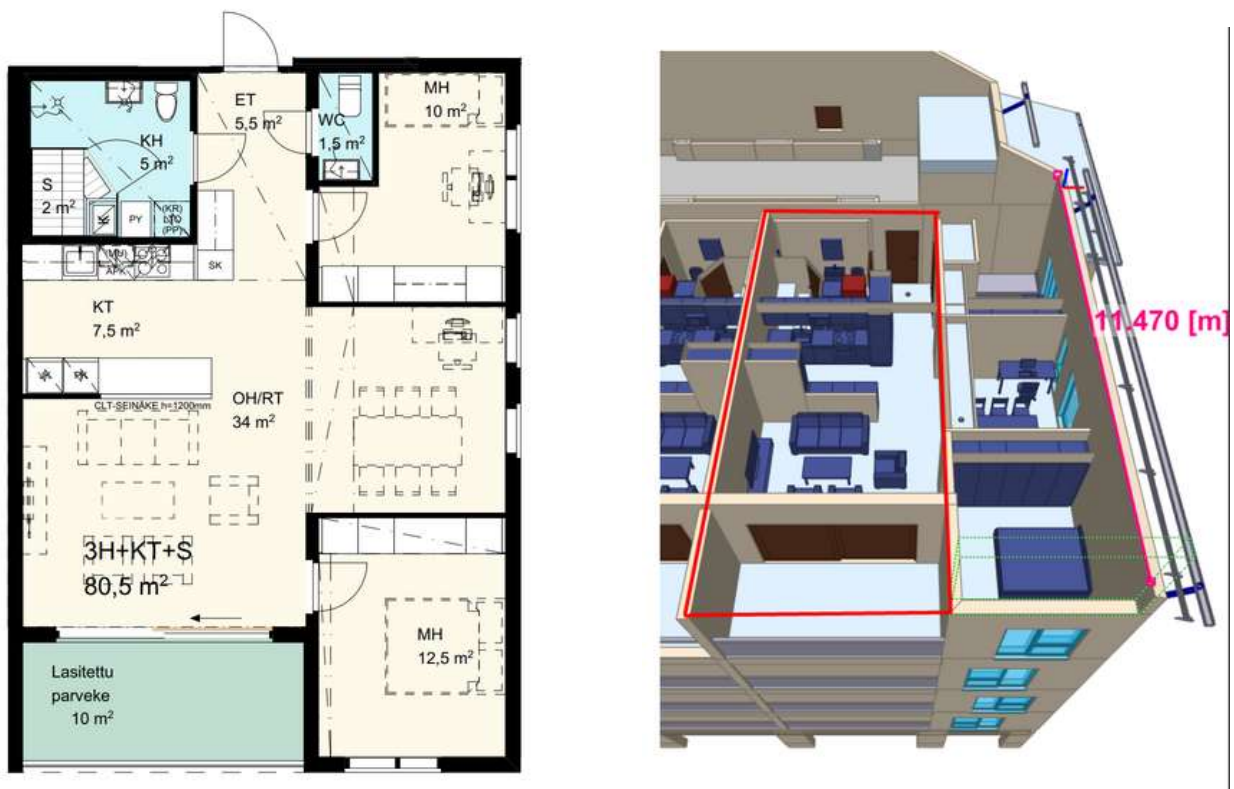 ET
5,5 m²
MH
10 m²
WC
1,5 m²
KH
5 m²
S
2 m²
PY
(KR)
LTO
(PP)
(MU)
APK
SK
KT
7,5 m²
CLT-SEINÄKE h=1200mm
OH/RT
34 m²
3H+KT+S
80,5 m²
MH
12,5 m²
Lasitettu
parveke
10 m²
11.470 [m]